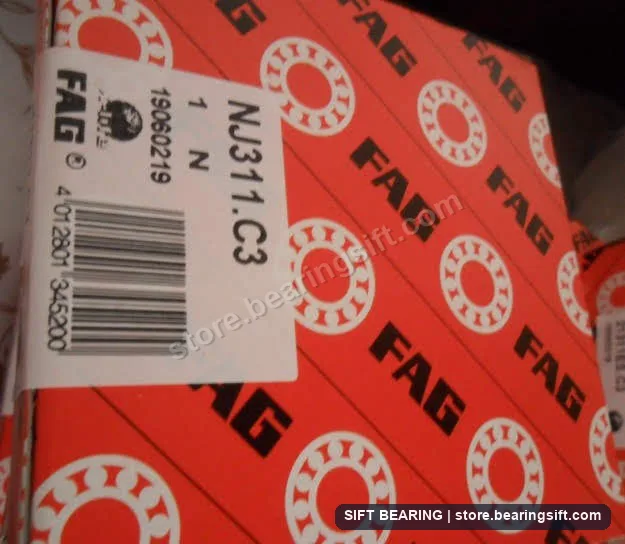 NJ311.C3
1 N
19060219
FAG ®
4 012801 345200
FAG
FAG
FAG
FAG
FAG
FAG
FAG
FAG
store.bearingsift.com
SIFT BEARING | store.bearingsift.com